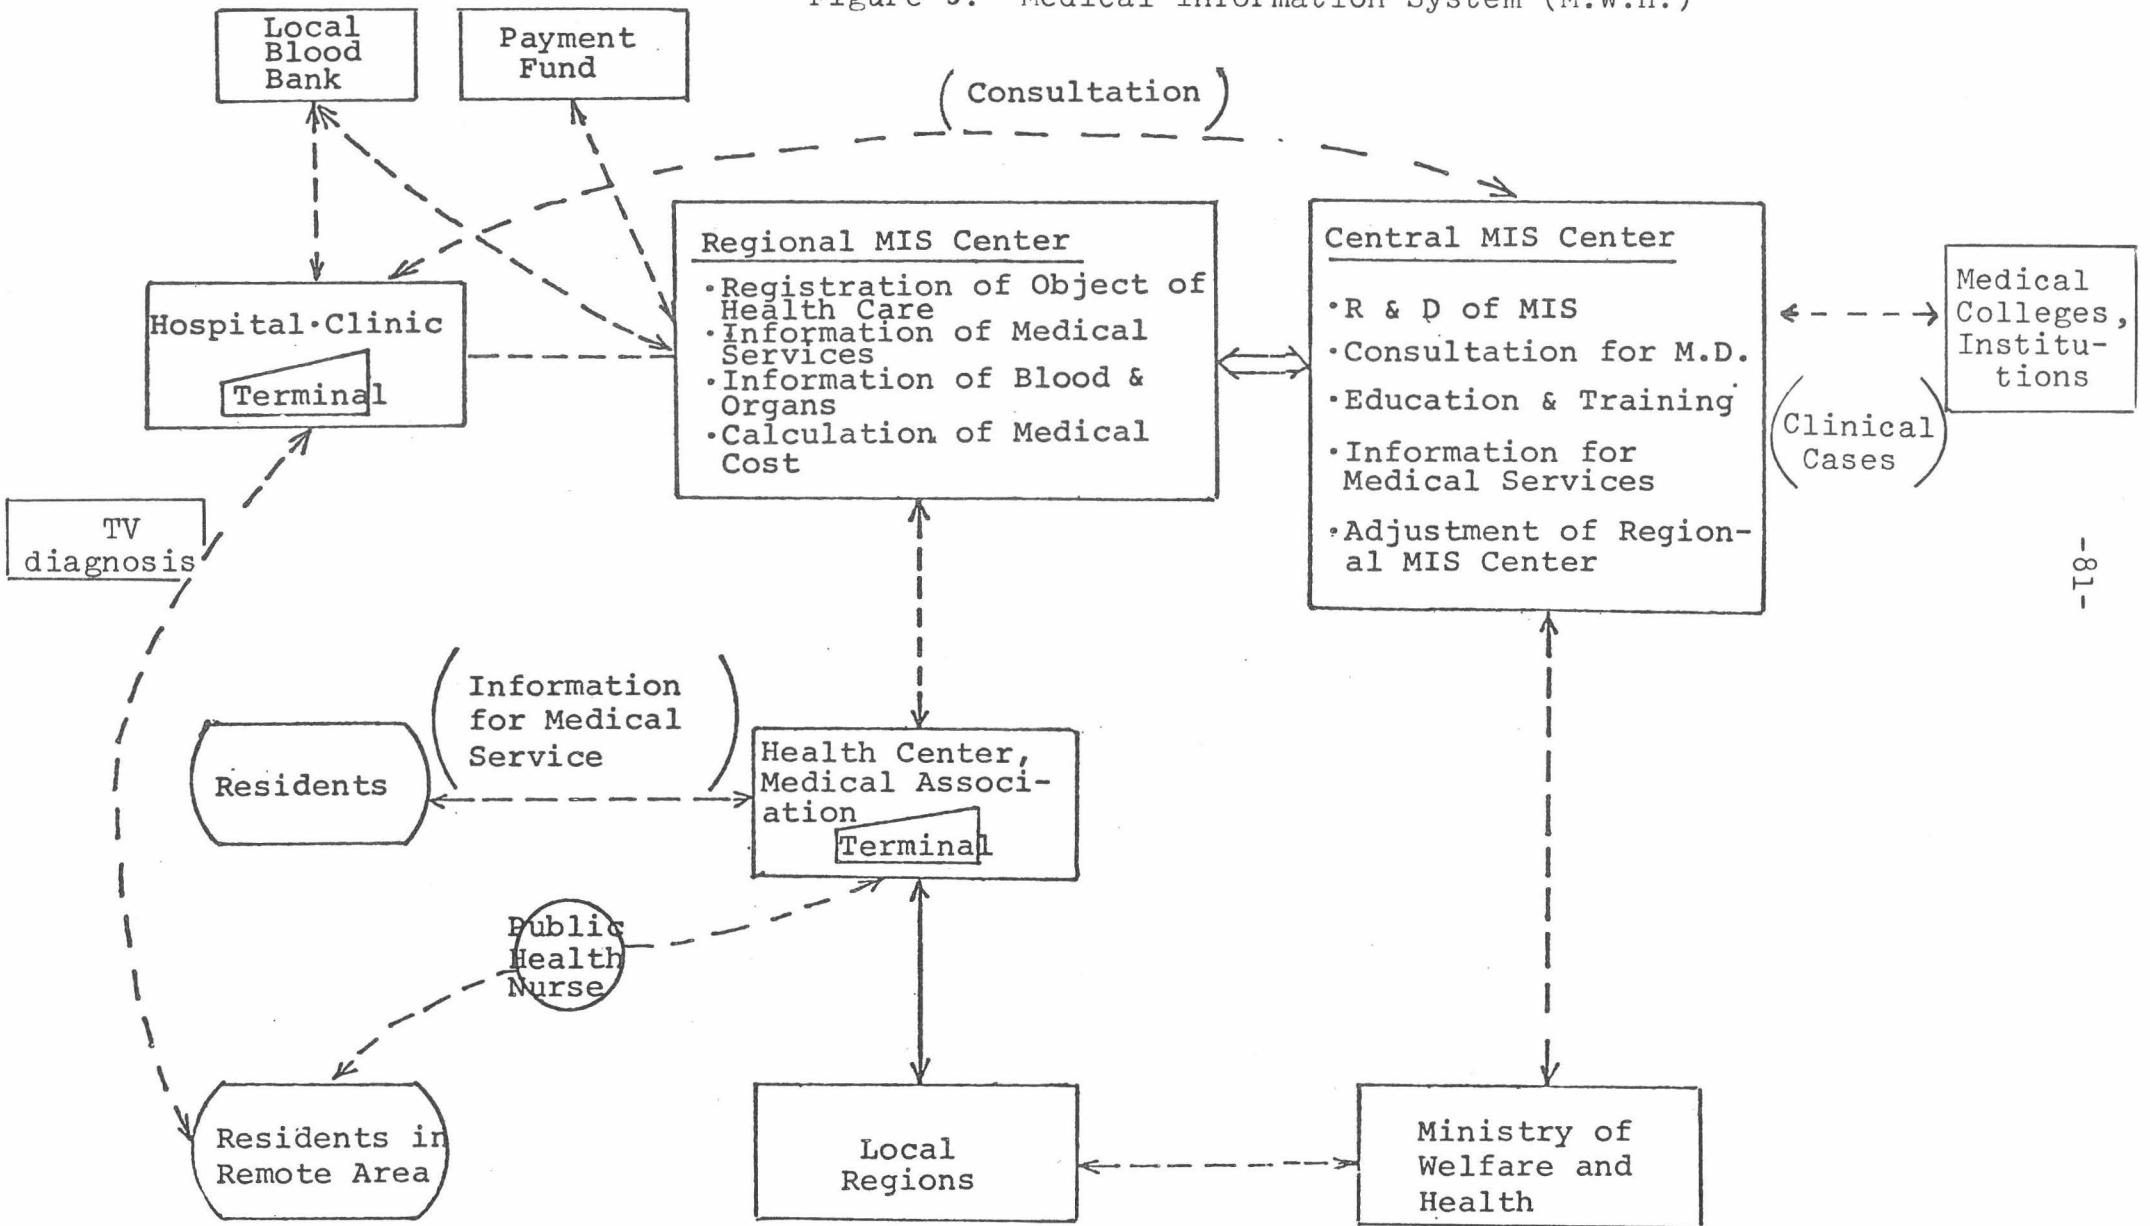 Medical Information System (M.W.H.)
Local
Blood
Bank
Payment
Fund
(Consultation)
Regional MIS Center
·Registration of Object of
Health Care
·Information of Medical
Services
·Information of Blood &
Organs
·Calculation of Medical
Cost
Central MIS Center
·R & D of MIS
·Consultation for M.D.
·Education & Training
·Information for
Medical Services
·Adjustment of Region-
al MIS Center
Medical
Colleges,
Institu-
tions
(Clinical
Cases)
Hospital·Clinic
Terminal
TV
diagnosis
-81-
(Information
for Medical
Service)
Residents
Health Center,
Medical Associ-
ation
Terminal
Public
Health
Nurse
Residents in
Remote Area
Local
Regions
Ministry of
Welfare and
Health